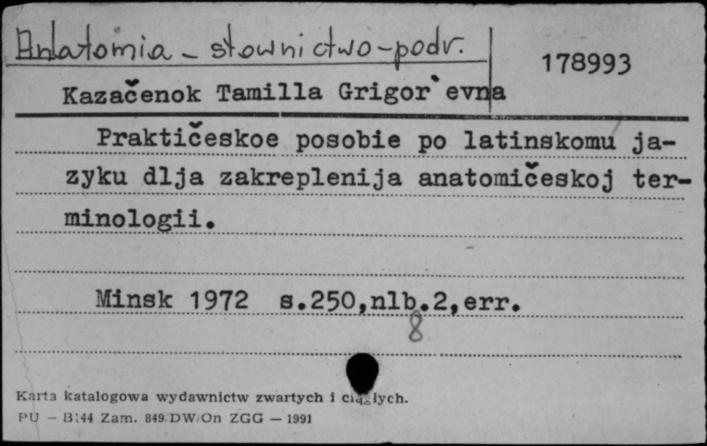 Anatomia - słownictwo - podr.
178993
Kazačenok Tamilla Grigor`evna
Praktičeskoe posobie po latinskomu ja-
zyku dlja zakreplenija anatomičeskoj ter-
minologii.
Minsk 1972 s.250,nlb.2,err.
8
Karta katalogowa wydawnictw zwartych i ciągłych.
PU - B144 Zam. 849/DW/On ZGG - 1991